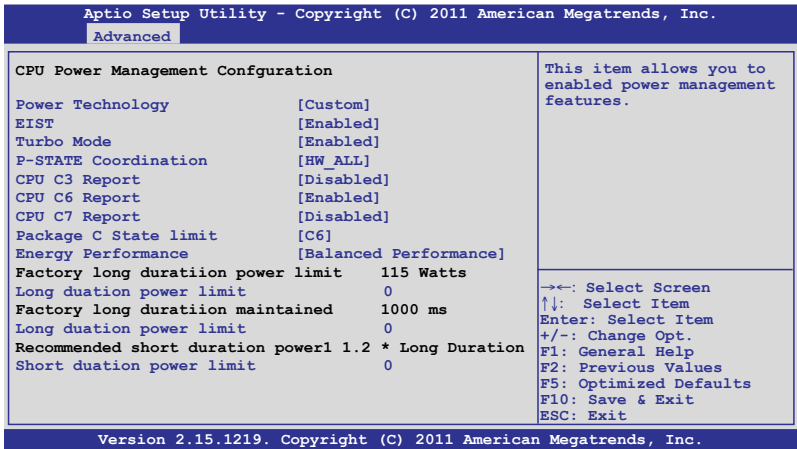 Aptio Setup Utility - Copyright (C) 2011 American Megatrends, Inc.
Advanced
CPU Power Management Confguration
Power Technology [Custom]
EIST [Enabled]
Turbo Mode [Enabled]
P-STATE Coordination [HW_ALL]
CPU C3 Report [Disabled]
CPU C6 Report [Enabled]
CPU C7 Report [Disabled]
Package C State limit [C6]
Energy Performance [Balanced Performance]
Factory long duratiion power limit 115 Watts
Long duation power limit 0
Factory long duratiion maintained 1000 ms
Long duation power limit 0
Recommended short duration power1 1.2 * Long Duration
Short duation power limit 0
This item allows you to
enabled power management
features.
→←: Select Screen
↑↓: Select Item
Enter: Select Item
+/-: Change Opt.
F1: General Help
F2: Previous Values
F5: Optimized Defaults
F10: Save & Exit
ESC: Exit
Version 2.15.1219. Copyright (C) 2011 American Megatrends, Inc.